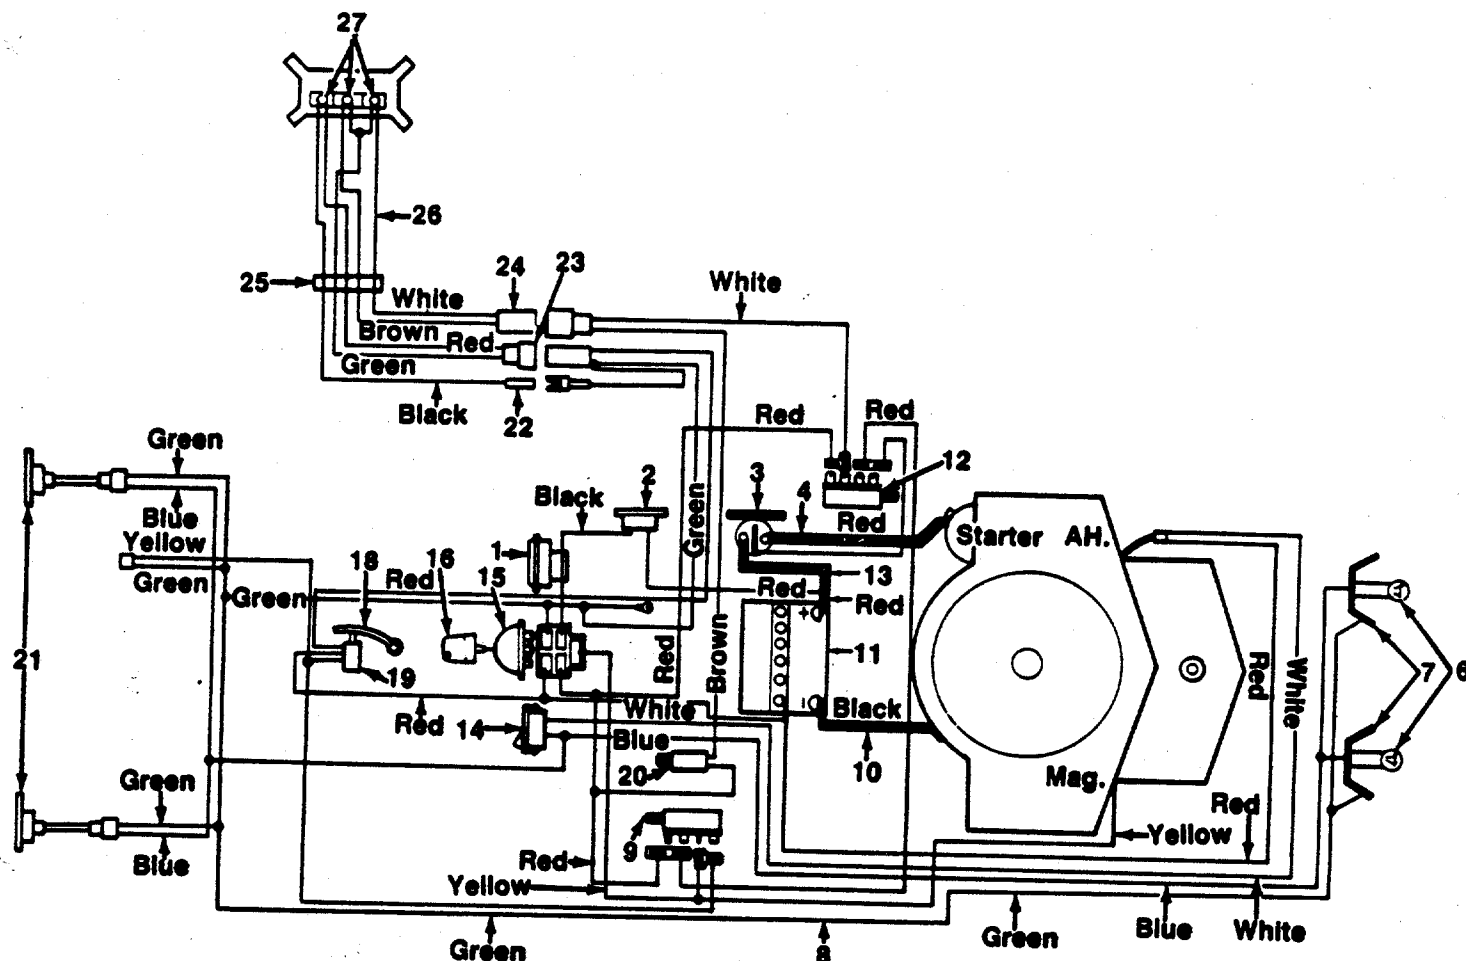 27
26
25
24
23
White
White
Brown
Red
Green
Black
22
Red
Red
Green
12
2
3
4
Black
Red
Green
Starter
AH.
Blue
Yellow
1
18
16
15
13
Green
Red
Red
Red
Green
21
19
Red
Brown
11
Red
White
7
6
Red
14
White
Black
Blue
10
20
Mag.
Green
Red
9
Yellow
Blue
Red
Yellow
Green
8
Green
Blue
White